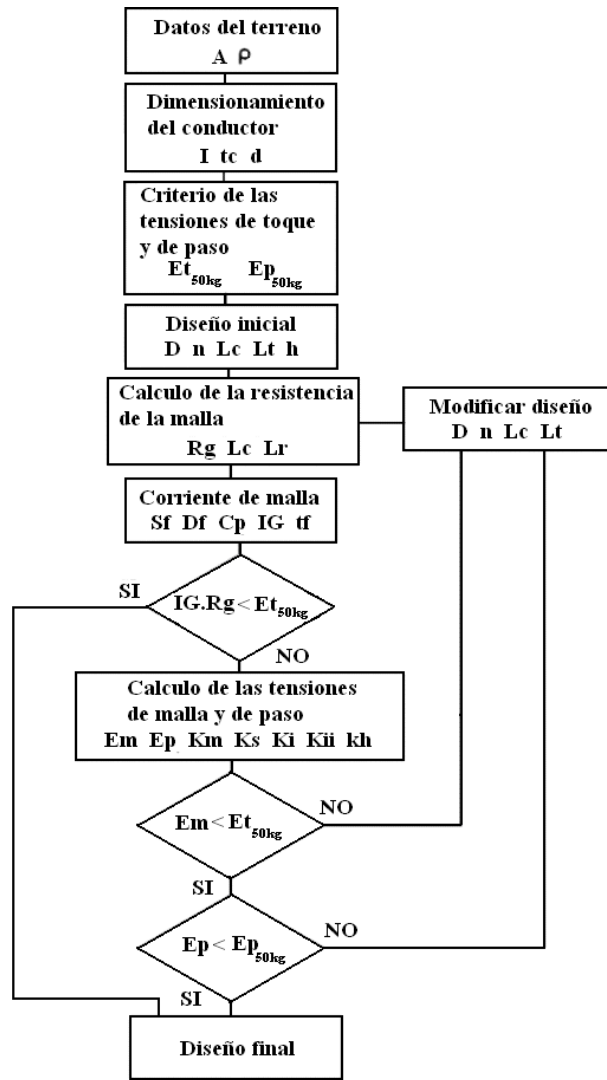 Datos del terreno
A ρ
Dimensionamiento
del conductor
I tc d
Criterio de las
tensiones de toque
y de paso
Et50kg Ep50kg
Diseño inicial
D n Lc Lt h
Calculo de la resistencia
de la malla
Rg Lc Lr
Modificar diseño
D n Lc Lt
Corriente de malla
Sf Df Cp IG tf
SI
IG.Rg < Et50kg
NO
Calculo de las tensiones
de malla y de paso
Em Ep Km Ks Ki Kii kh
Em < Et50kg
NO
SI
Ep < Ep50kg
NO
SI
Diseño final